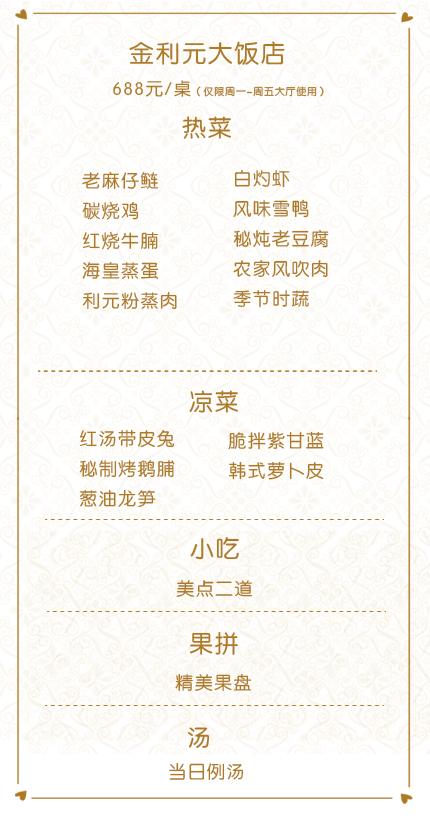 金利元大饭店
688元/桌(仅限周一-周五大厅使用)
热菜
老麻仔鲢
白灼虾
碳烧鸡
风味雪鸭
红烧牛腩
秘炖老豆腐
海皇蒸蛋
农家风吹肉
利元粉蒸肉
季节时蔬
凉菜
红汤带皮兔
脆拌紫甘蓝
秘制烤鹅脯
韩式萝卜皮
葱油龙笋
小吃
美点二道
果拼
精美果盘
汤
当日例汤